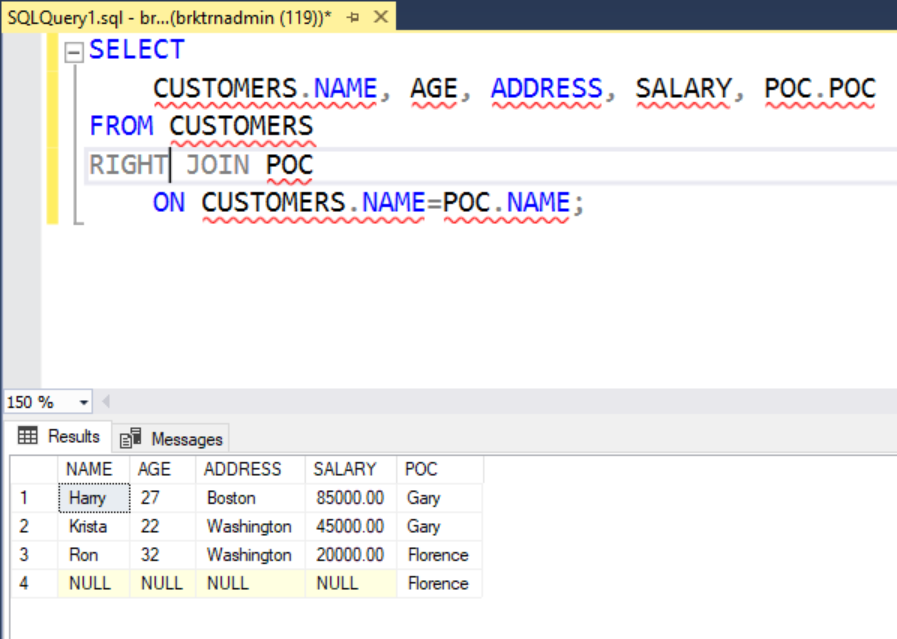 SQLQuery1.sql - br...(brktrnadmin (119))*
SELECT
CUSTOMERS.NAME, AGE, ADDRESS, SALARY, POC.POC
FROM CUSTOMERS
RIGHT JOIN POC
ON CUSTOMERS.NAME=POC.NAME;
150 %
Results Messages
NAME AGE ADDRESS SALARY POC
1 Harry 27 Boston 85000.00 Gary
2 Krista 22 Washington 45000.00 Gary
3 Ron 32 Washington 20000.00 Florence
4 NULL NULL NULL NULL Florence